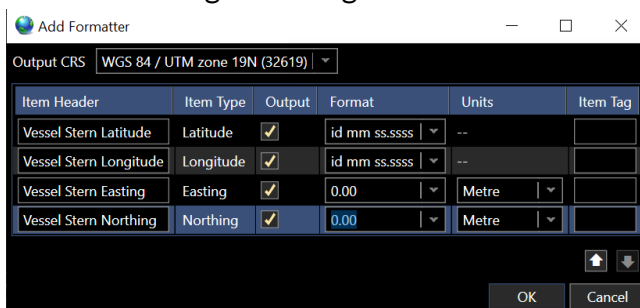 Add Formatter
Output CRS WGS 84 / UTM zone 19N (32619)
Item Header Item Type Output Format Units Item Tag
Vessel Stern Latitude Latitude id mm ss.ssss --
Vessel Stern Longitude Longitude id mm ss.ssss --
Vessel Stern Easting Easting 0.00 Metre
Vessel Stern Northing Northing 0.00 Metre
OK Cancel